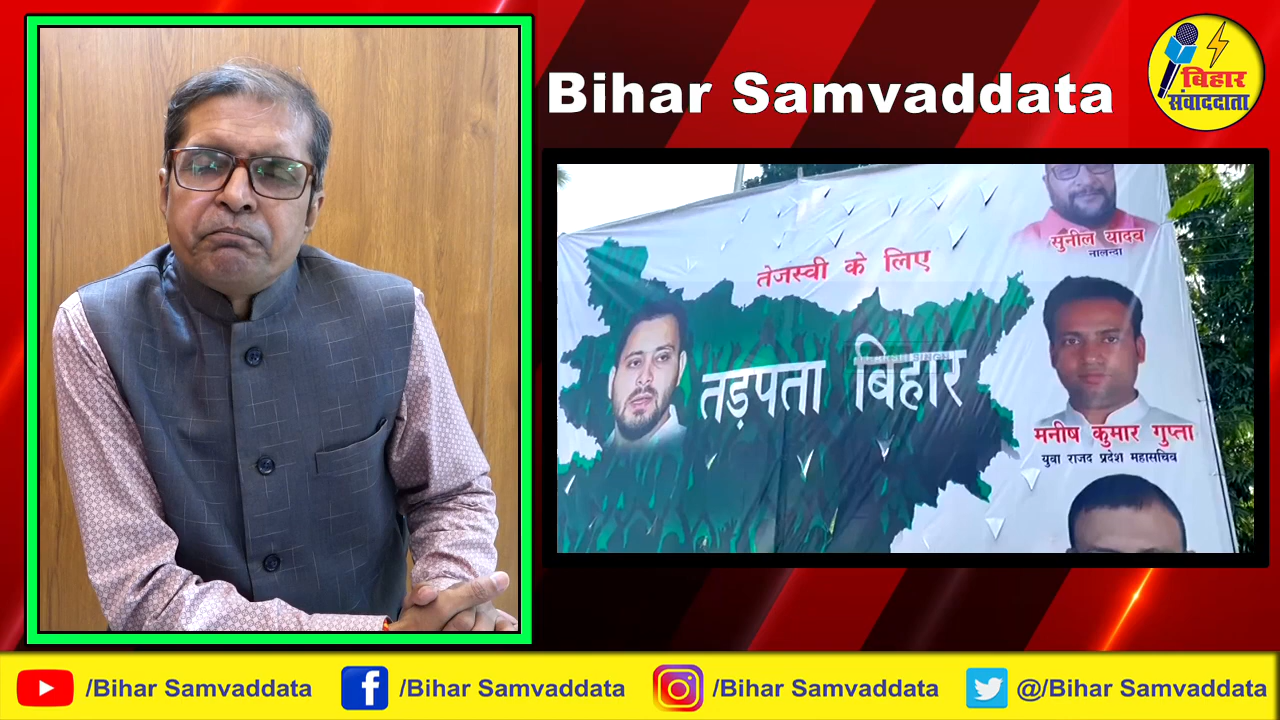 Bihar Samvaddata
बिहार
संवाददाता
सुनील यादव
नालन्दा
तेजस्वी के लिए
तड़पता बिहार
मनीष कुमार गुप्ता
युवा राजद प्रदेश महासचिव
/Bihar Samvaddata
/Bihar Samvaddata
/Bihar Samvaddata
@/Bihar Samvaddata